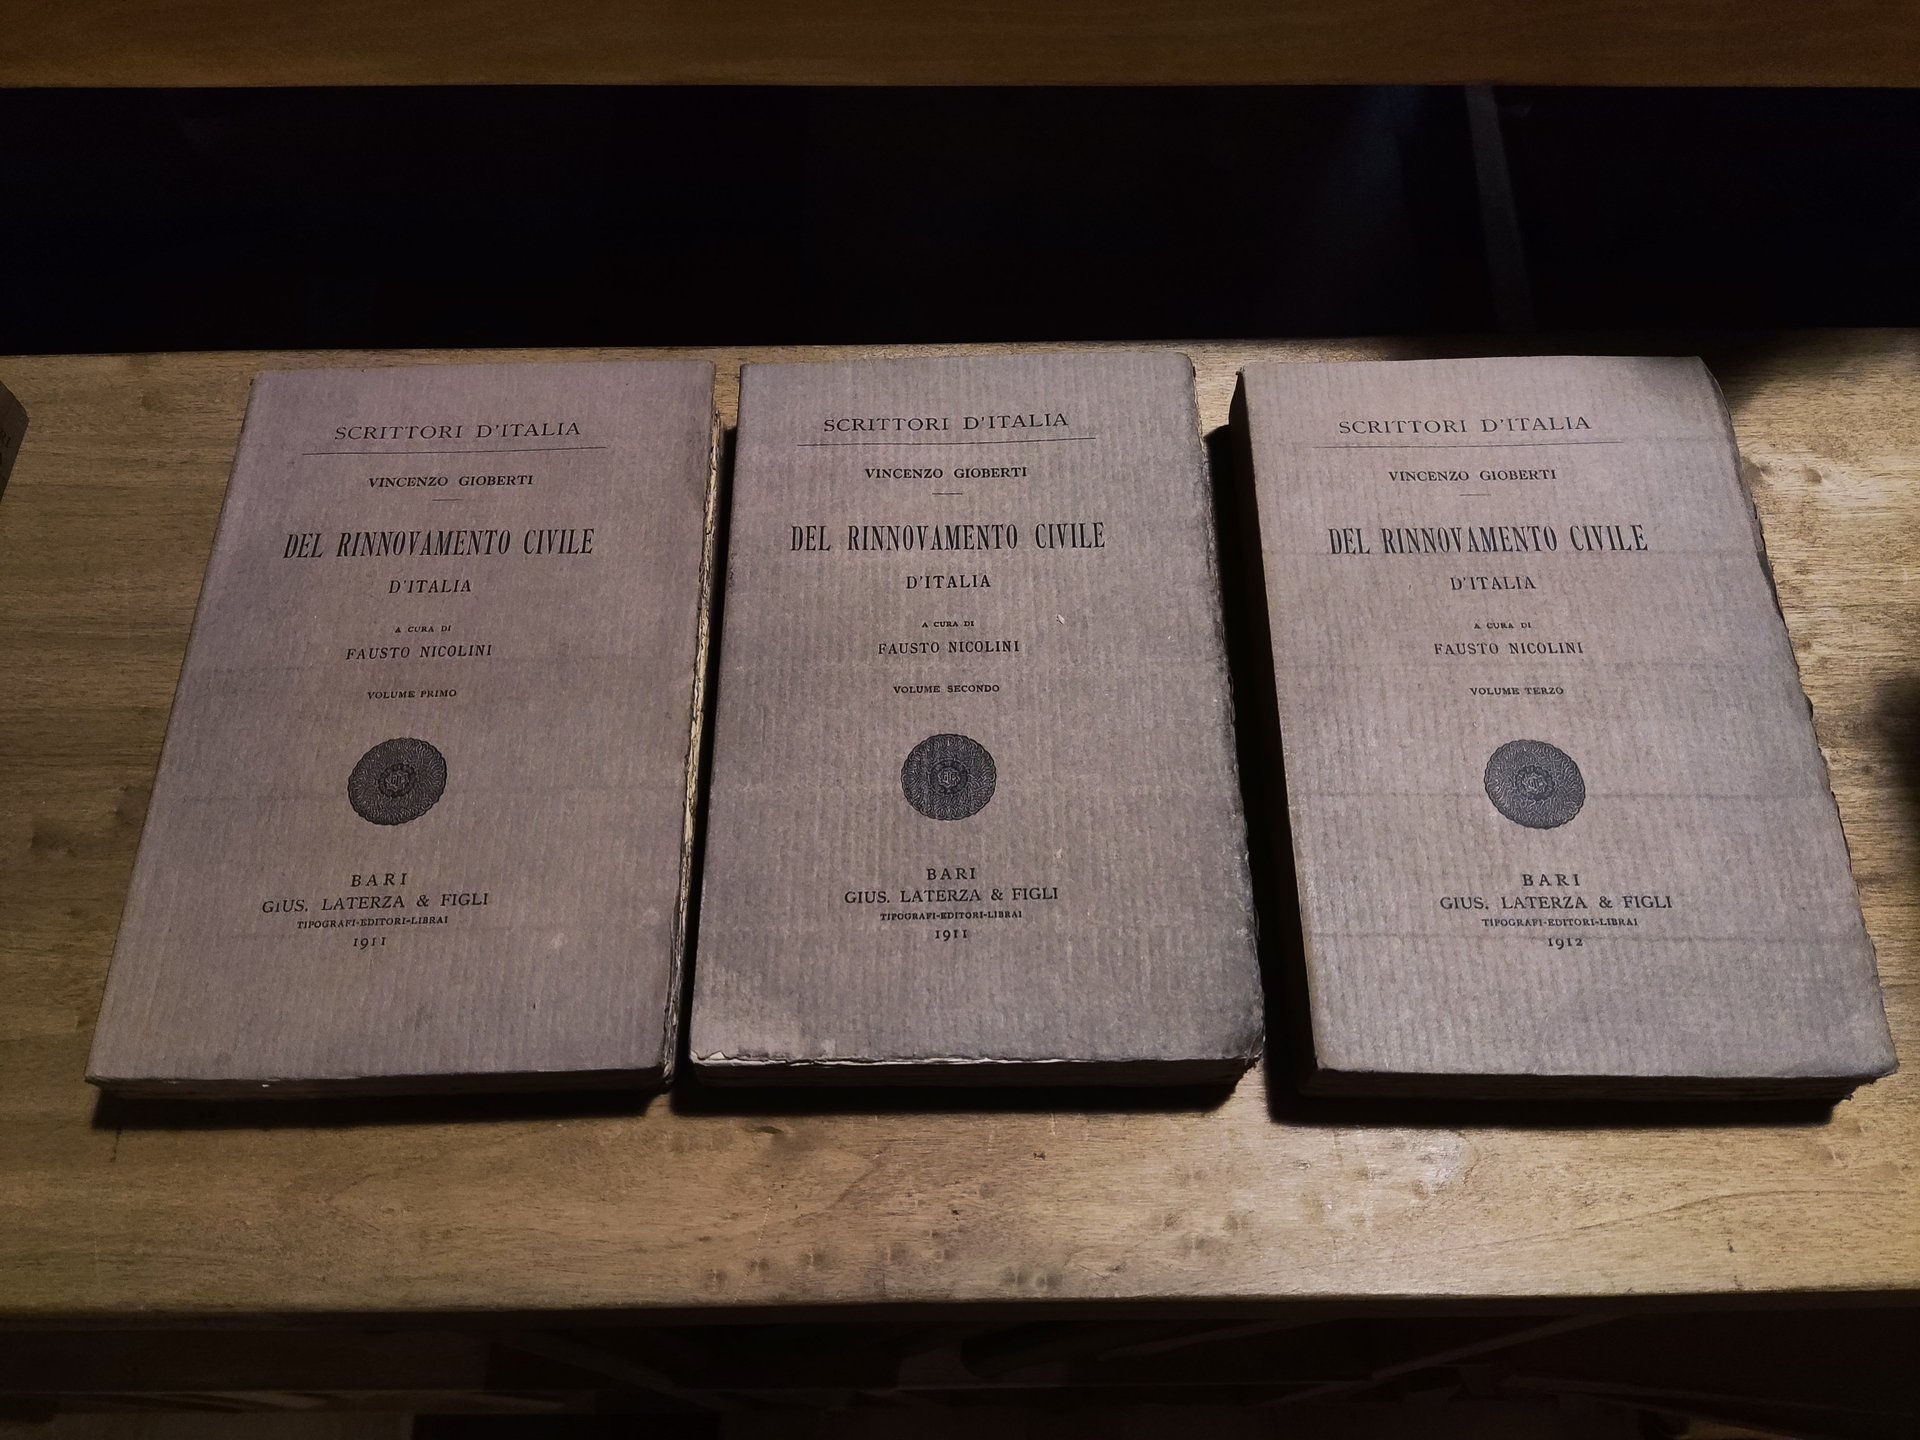 SCRITTORI D'ITALIA
VINCENZO GIOBERTI
DEL RINNOVAMENTO CIVILE
D'ITALIA
A CURA DI
FAUSTO NICOLINI
VOLUME PRIMO
BARI
GIUS. LATERZA & FIGLI
TIPOGRAFI-EDITORI-LIBRAI
1911
SCRITTORI D'ITALIA
VINCENZO GIOBERTI
DEL RINNOVAMENTO CIVILE
D'ITALIA
A CURA DI
FAUSTO NICOLINI
VOLUME SECONDO
BARI
GIUS. LATERZA & FIGLI
TIPOGRAFI-EDITORI-LIBRAI
1911
SCRITTORI D'ITALIA
VINCENZO GIOBERTI
DEL RINNOVAMENTO CIVILE
D'ITALIA
A CURA DI
FAUSTO NICOLINI
VOLUME TERZO
BARI
GIUS. LATERZA & FIGLI
TIPOGRAFI-EDITORI-LIBRAI
1912